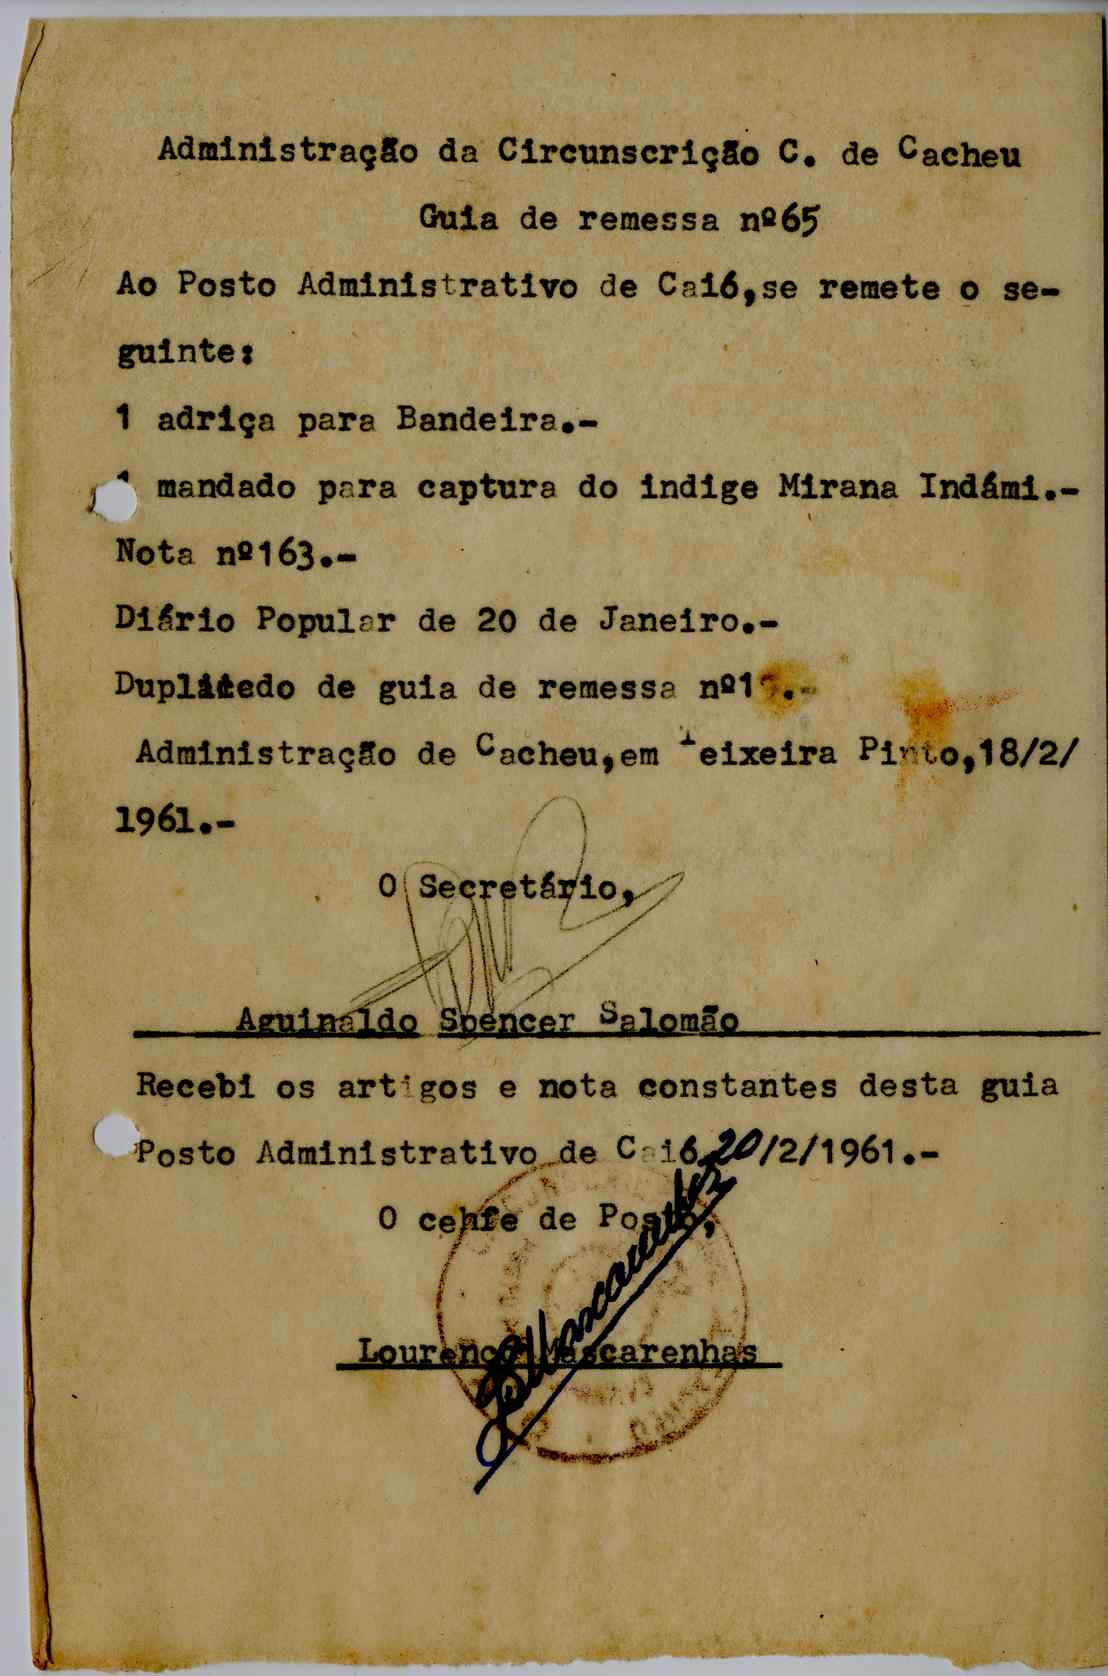 Administração da Circunscrição C. de Cacheu
Guia de remessa nº65
Ao Posto Administrativo de Caió,se remete o se-
guinte:
1 adriça para Bandeira.-
1 mandado para captura do indige Mirana Indámi.-
Nota nº163.-
Diário Popular de 20 de Janeiro.-
de guia de remessa
Administração de Cacheu,em Teixeira Pinto,18/2/
1961.-
O Secretário,
Aguinaldo Spencer Salomão
Recebi os artigos e nota constantes desta guia
Posto Administrativo de Caió 20/2/1961.-
O cehfe de Posto,
LMascarenhas
Lourenço Mascarenhas